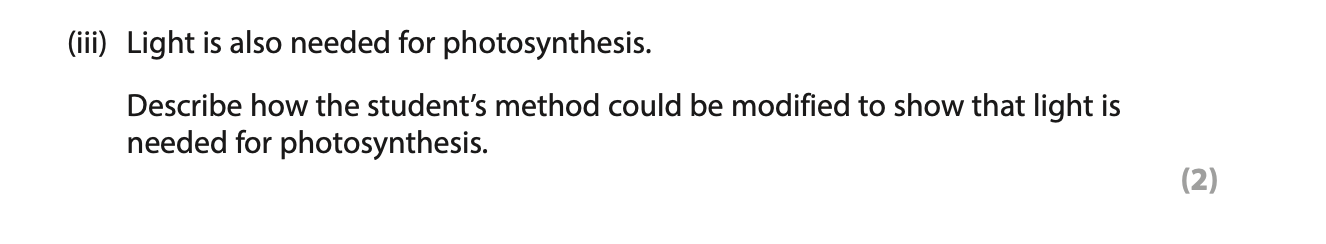 (iii) Light is also needed for photosynthesis.
Describe how the student’s method could be modified to show that light is
needed for photosynthesis.
(2)